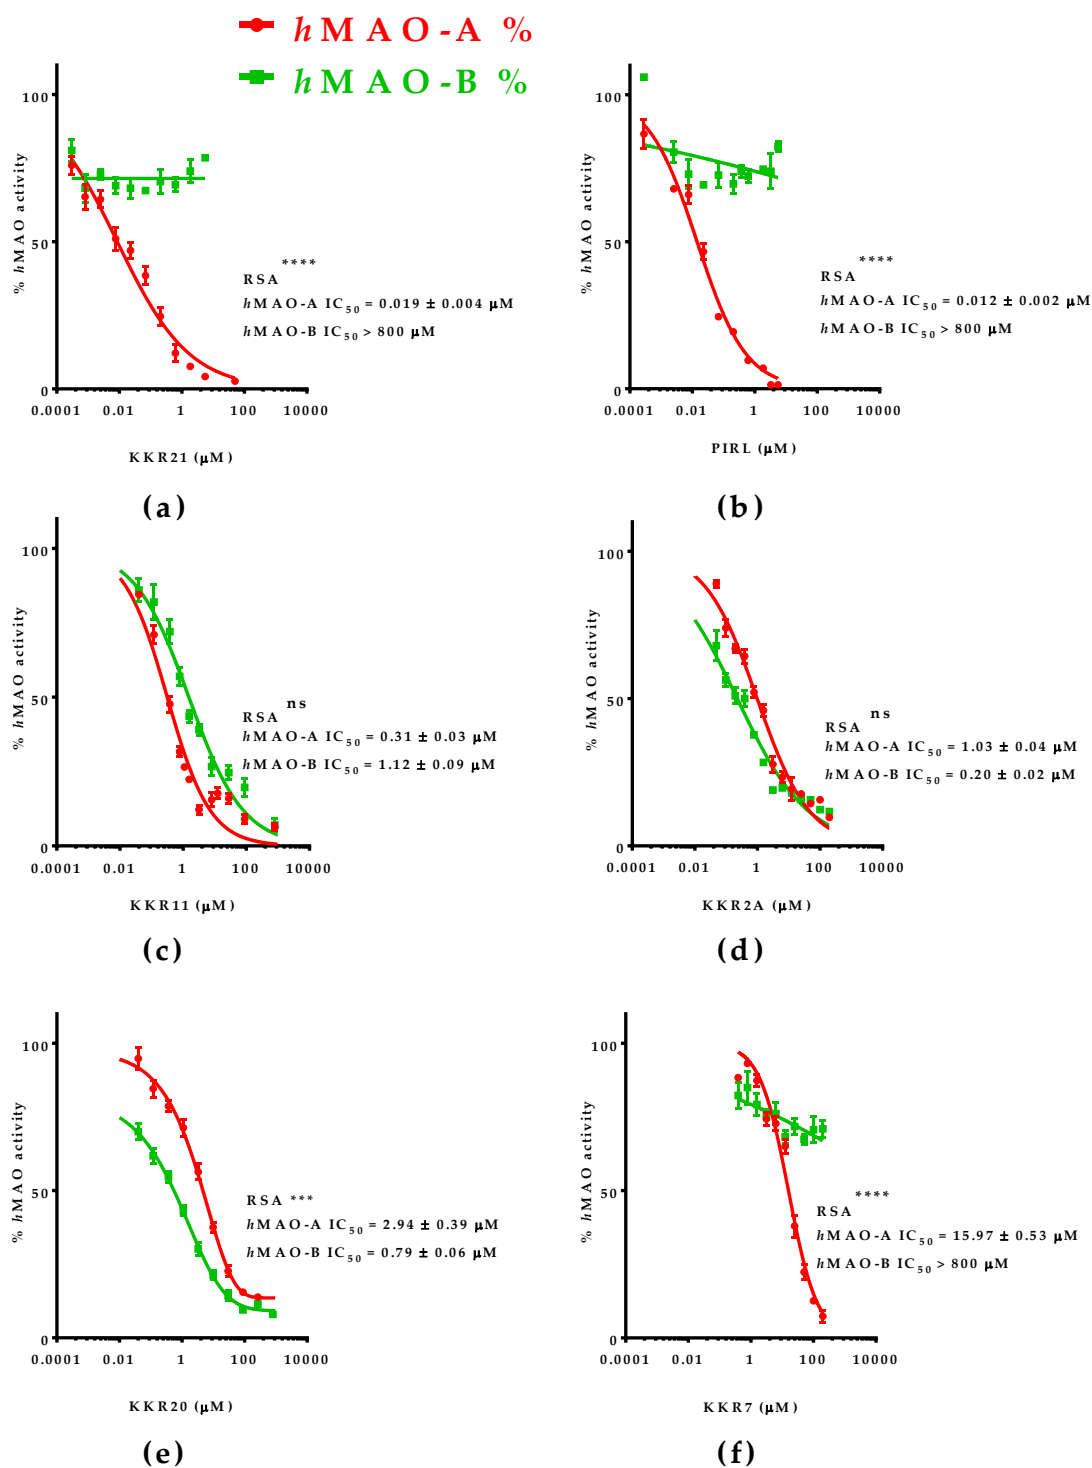 hMAO-A %
hMAO-B %
100
50
0
% hMAO activity
0.0001 0.01 1 100 10000
KKR21 (μM)
RSA ****
hMAO-A IC50 = 0.019 ± 0.004 μM
hMAO-B IC50 > 800 μM
(a)
100
50
0
% hMAO activity
0.0001 0.01 1 100 10000
PIRL (μM)
RSA ****
hMAO-A IC50 = 0.012 ± 0.002 μM
hMAO-B IC50 > 800 μM
(b)
100
50
0
% hMAO activity
0.0001 0.01 1 100 10000
KKR11 (μM)
RSA ns
hMAO-A IC50 = 0.31 ± 0.03 μM
hMAO-B IC50 = 1.12 ± 0.09 μM
(c)
100
50
0
% hMAO activity
0.0001 0.01 1 100 10000
KKR2A (μM)
RSA ns
hMAO-A IC50 = 1.03 ± 0.04 μM
hMAO-B IC50 = 0.20 ± 0.02 μM
(d)
100
50
0
% hMAO activity
0.0001 0.01 1 100 10000
KKR20 (μM)
RSA ***
hMAO-A IC50 = 2.94 ± 0.39 μM
hMAO-B IC50 = 0.79 ± 0.06 μM
(e)
100
50
0
% hMAO activity
0.0001 0.01 1 100 10000
KKR7 (μM)
RSA ****
hMAO-A IC50 = 15.97 ± 0.53 μM
hMAO-B IC50 > 800 μM
(f)